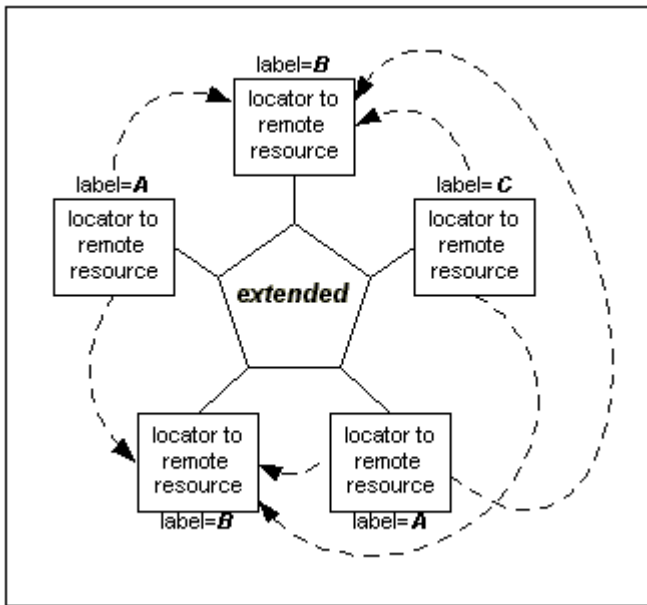 label=B
locator to
remote
resource
label=A
locator to
remote
resource
label=C
locator to
remote
resource
extended
locator to
remote
resource
label=B
locator to
remote
resource
label=A